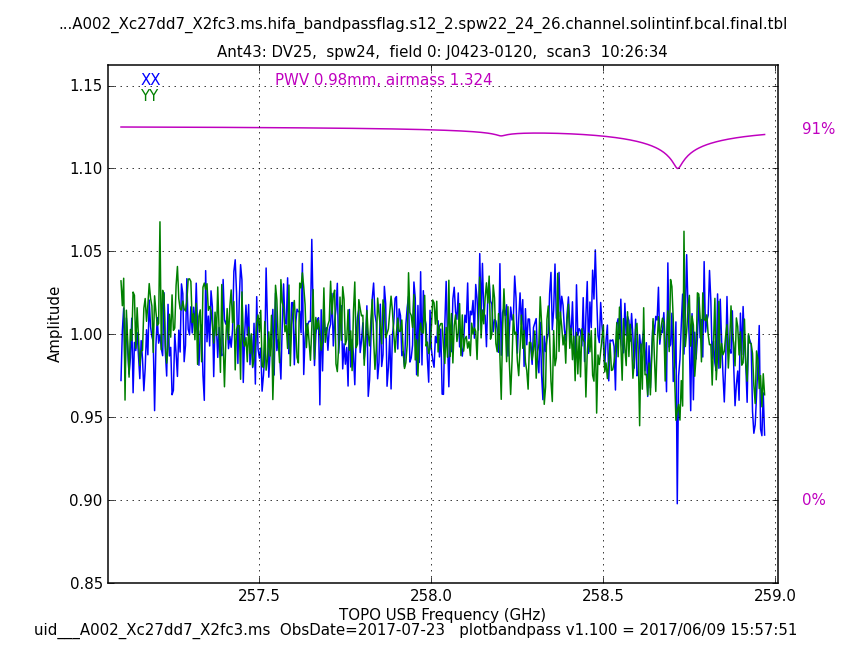 ...A002_Xc27dd7_X2fc3.ms.hifa_bandpassflag.s12_2.spw22_24_26.channel.solintinf.bcal.final.tbl
Ant43: DV25,  spw24,  field 0: J0423-0120,  scan3  10:26:34
XX
PWV 0.98mm, airmass 1.324
YY
1.15
1.10
1.05
1.00
0.95
0.90
0.85
Amplitude
91%
0%
257.5
258.0
258.5
259.0
TOPO USB Frequency (GHz)
uid___A002_Xc27dd7_X2fc3.ms  ObsDate=2017-07-23   plotbandpass v1.100 = 2017/06/09 15:57:51